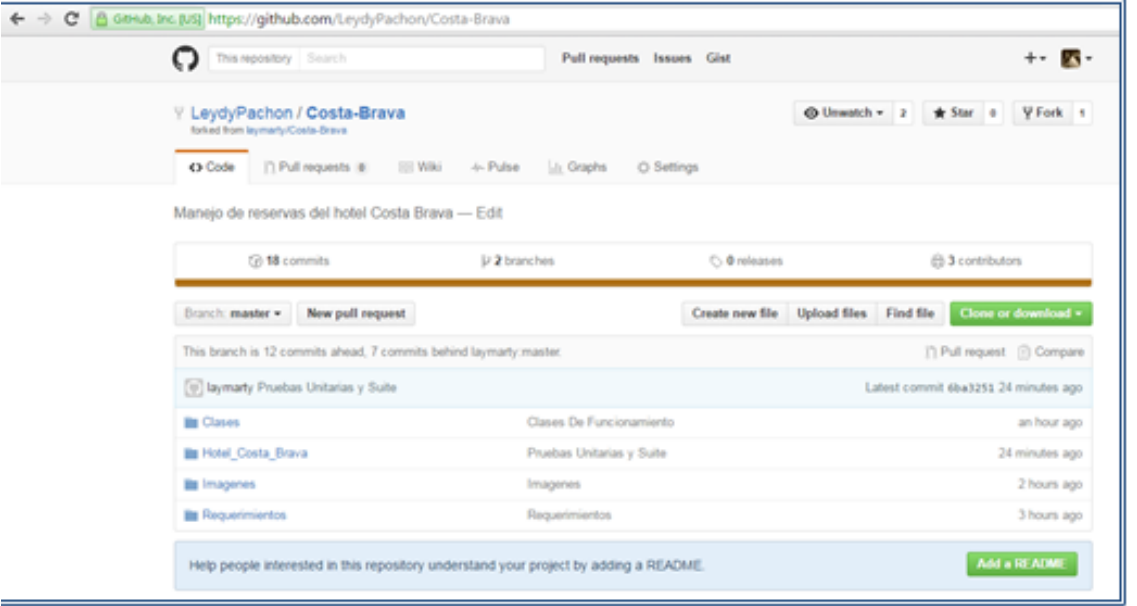 GitHub, Inc. [US] https://github.com/LeydyPachon/Costa-Brava
This repository Search Pull requests Issues Gist
LeydyPachon / Costa-Brava Unwatch 2 Star 0 Fork 1
forked from laymarty/Costa-Brava
Code Pull requests 0 Wiki Pulse Graphs Settings
Manejo de reservas del hotel Costa Brava — Edit
18 commits 2 branches 0 releases 3 contributors
Branch: master New pull request Create new file Upload files Find file Clone or download
This branch is 12 commits ahead, 7 commits behind laymarty:master. Pull request Compare
laymarty Pruebas Unitarias y Suite Latest commit 6ba3251 24 minutes ago
Clases Clases De Funcionamiento an hour ago
Hotel_Costa_Brava Pruebas Unitarias y Suite 24 minutes ago
Imagenes Imagenes 2 hours ago
Requerimientos Requerimientos 3 hours ago
Help people interested in this repository understand your project by adding a README. Add a README